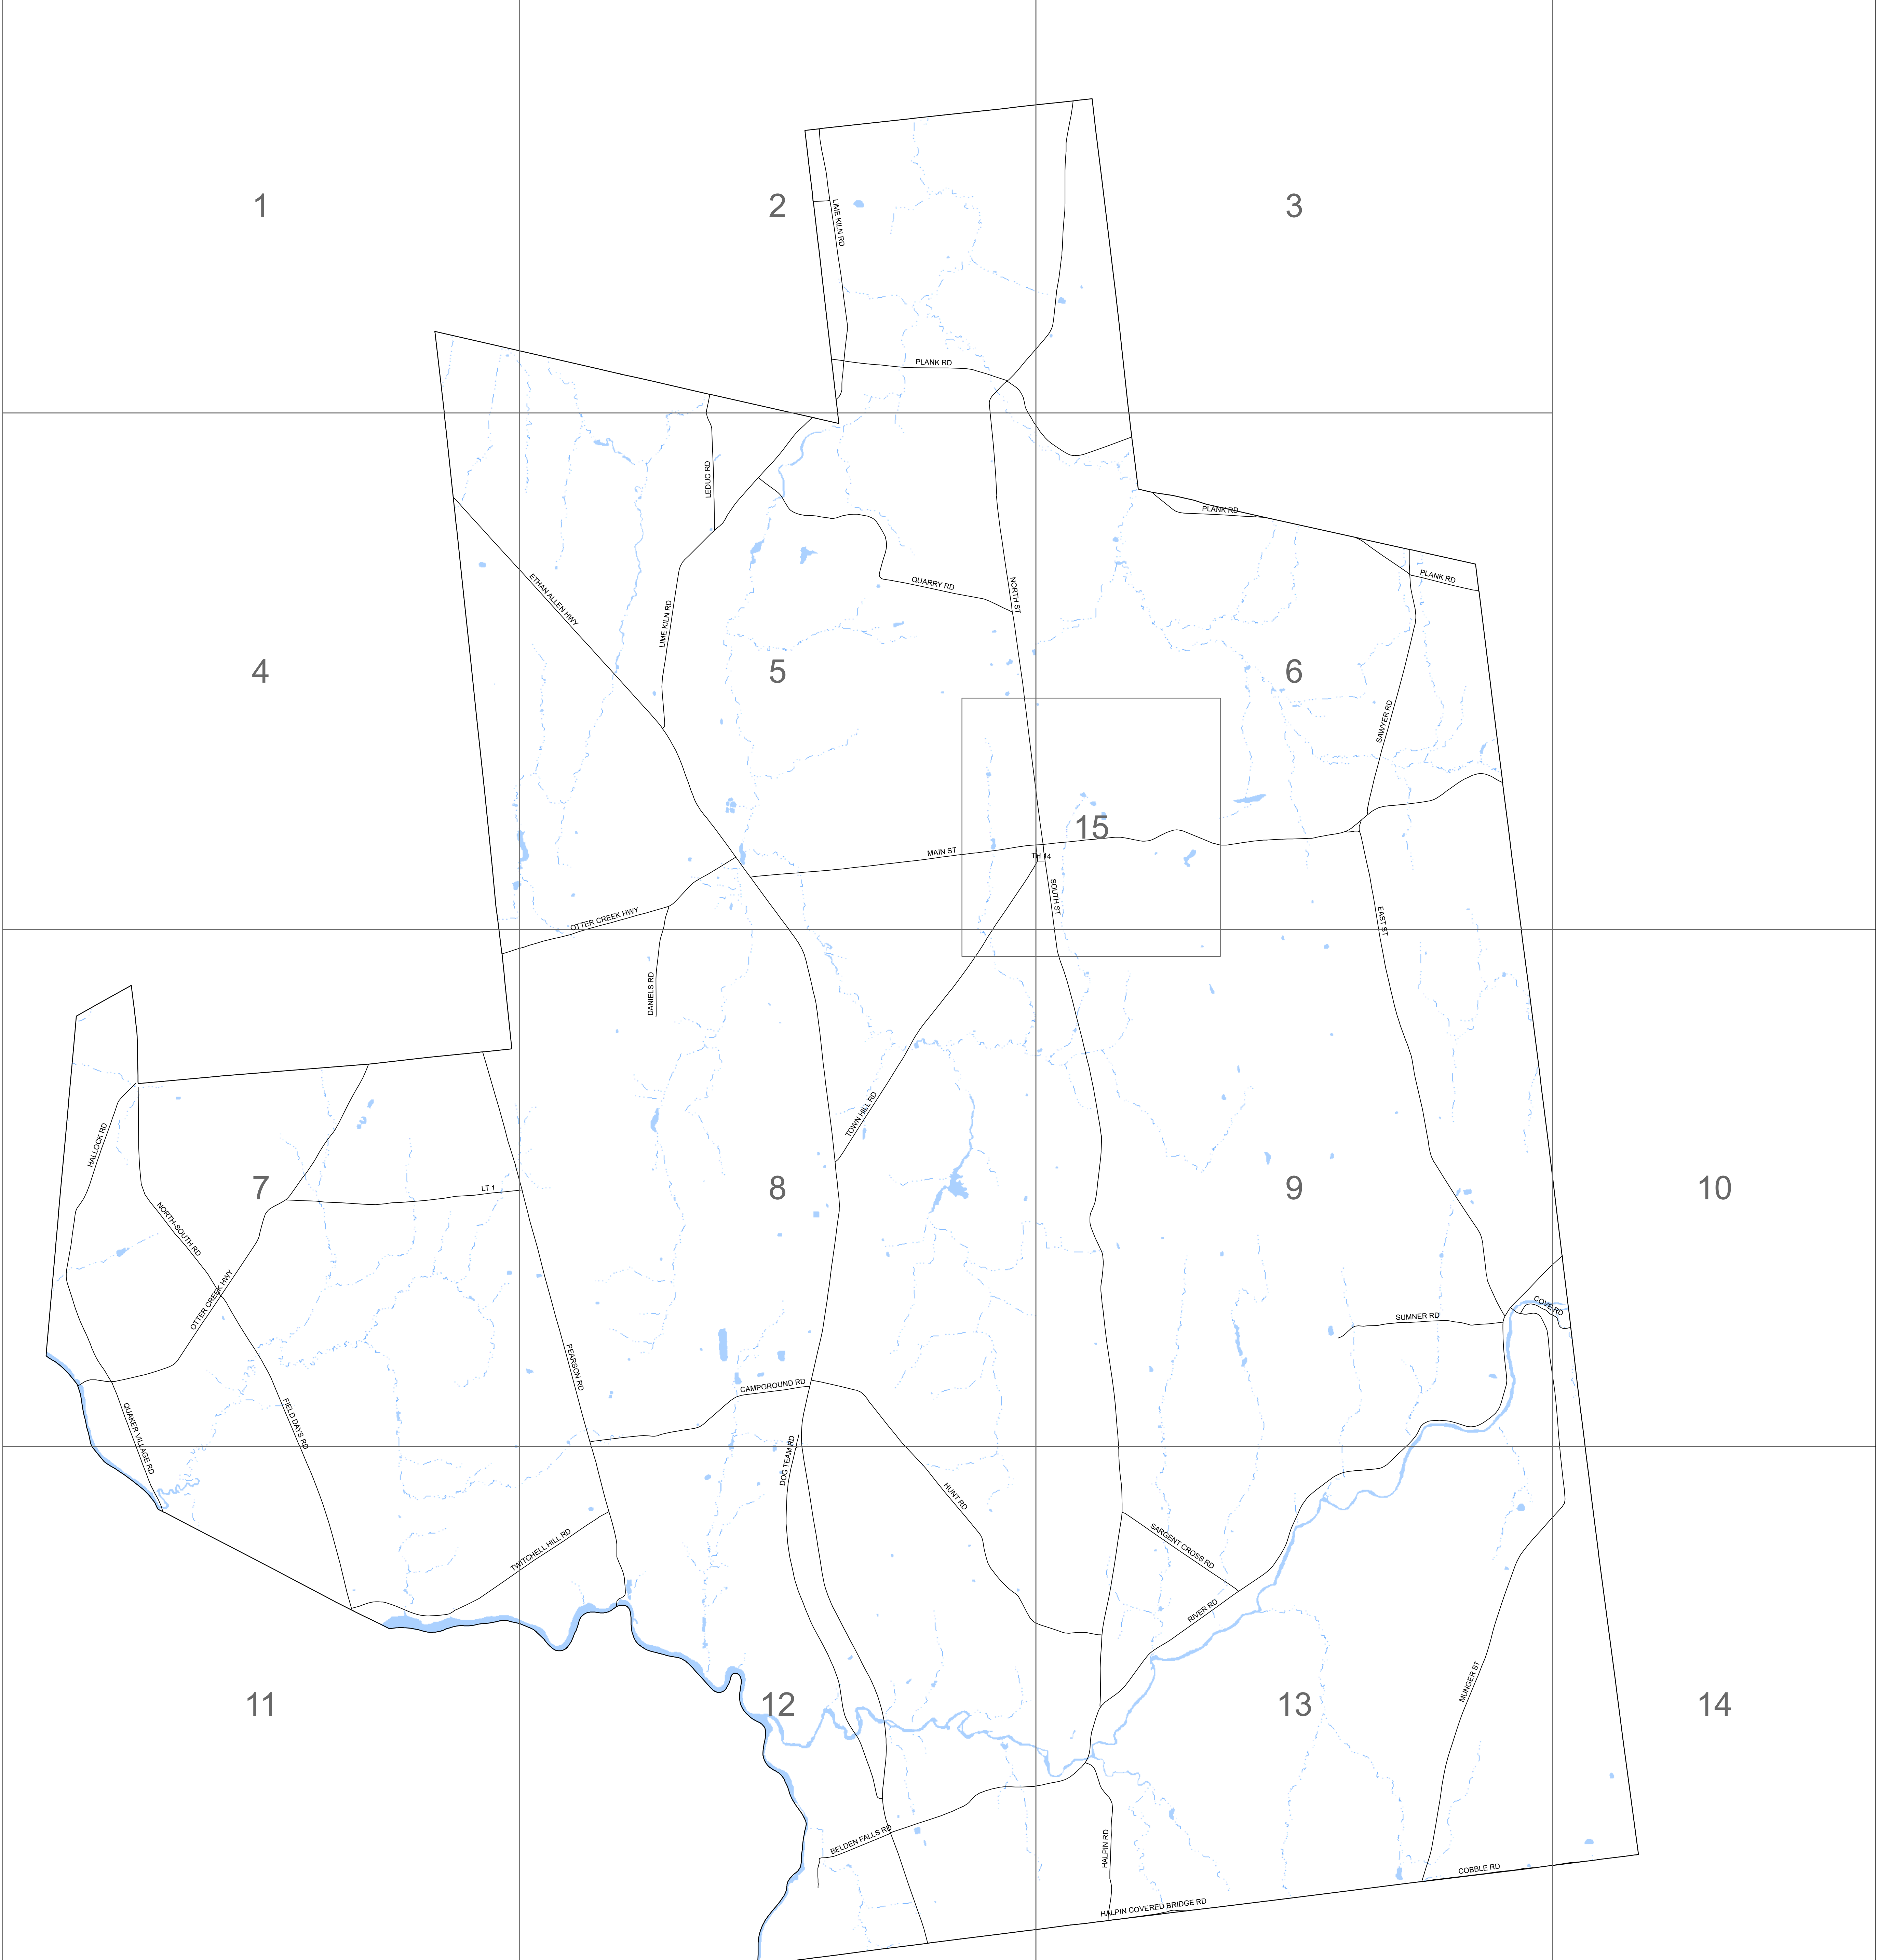 1
2
3
LIME KILN RD
PLANK RD
LEDUC RD
PLANK RD
PLANK RD
QUARRY RD
NORTH ST
ETHAN ALLEN HWY
LIME KILN RD
4
5
6
SAWYER RD
15
MAIN ST
TH 14
SOUTH ST
OTTER CREEK HWY
EAST ST
DANIELS RD
TOWN HILL RD
HALLOCK RD
7
LT 1
8
9
10
NORTH-SOUTH RD
OTTER CREEK HWY
COVE RD
SUMNER RD
PEARSON RD
CAMPGROUND RD
QUAKER VILLAGE RD
FIELD DAYS RD
DOG TEAM RD
HUNT RD
TWITCHELL HILL RD
SARGENT CROSS RD
RIVER RD
MUNGER ST
11
12
13
14
BELDEN FALLS RD
HALPIN RD
COBBLE RD
HALPIN COVERED BRIDGE RD